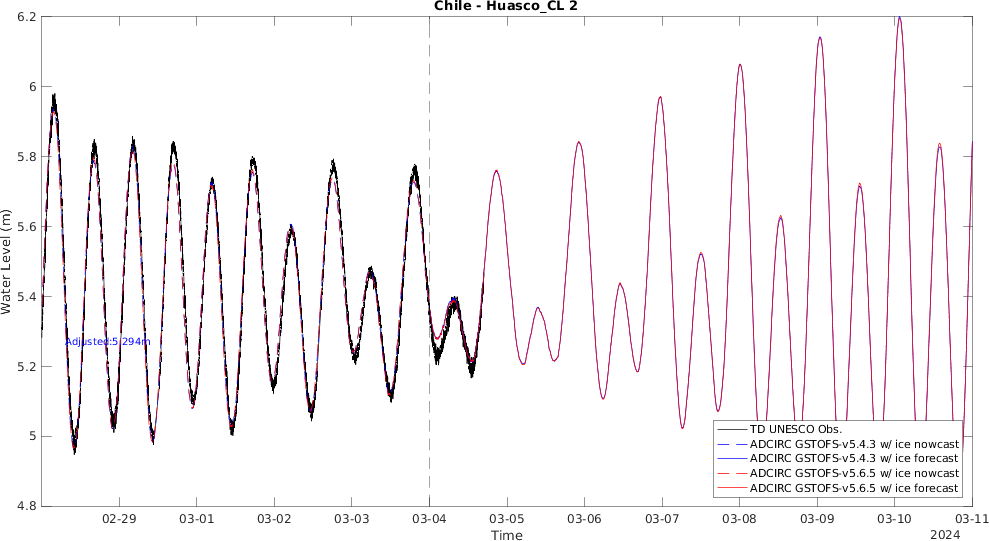 Chile - Huasco_CL 2
6.2
6
5.8
5.6
5.4
5.2
5
4.8
Water Level (m)
Adjusted:5.294m
TD UNESCO Obs.
ADCIRC GSTOFS-v5.4.3 w/ ice nowcast
ADCIRC GSTOFS-v5.4.3 w/ ice forecast
ADCIRC GSTOFS-v5.6.5 w/ ice nowcast
ADCIRC GSTOFS-v5.6.5 w/ ice forecast
02-29 03-01 03-02 03-03 03-04 03-05 03-06 03-07 03-08 03-09 03-10 03-11
Time
2024